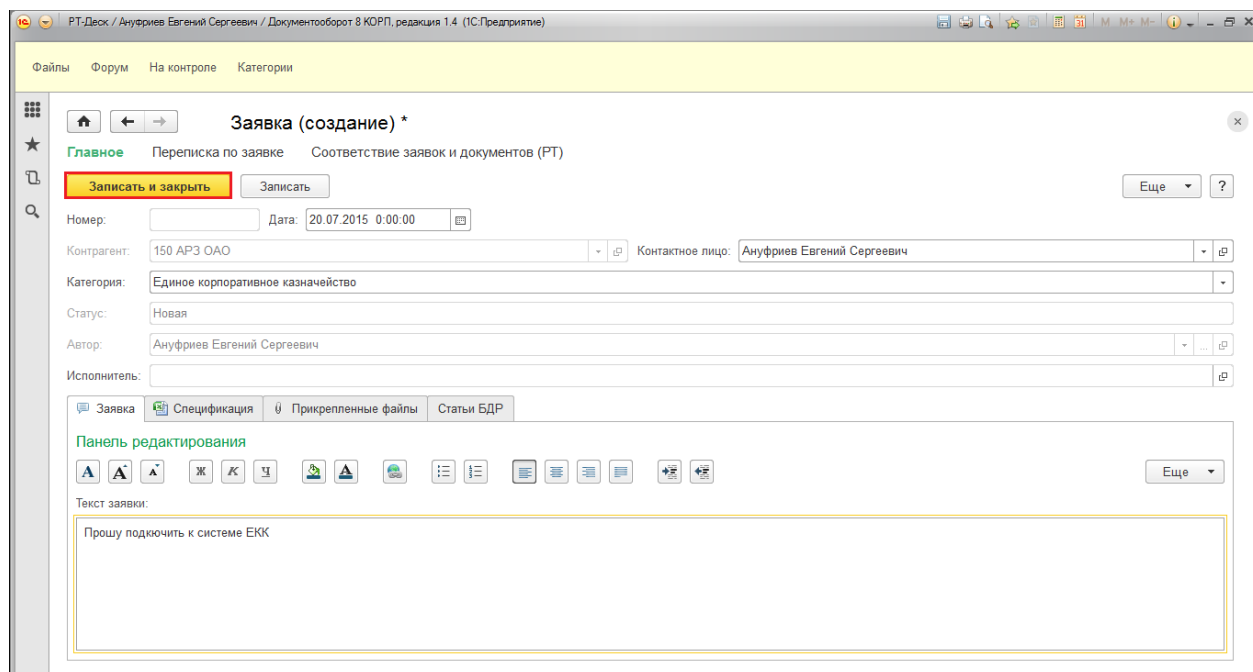 РТ-Деск / Ануфриев Евгений Сергеевич / Документооборот 8 КОРП, редакция 1.4 (1С:Предприятие) M M+ M-
Файлы Форум На контроле Категории
Заявка (создание) *
Главное Переписка по заявке Соответствие заявок и документов (РТ)
Записать и закрыть Записать Еще ?
Номер: Дата: 20.07.2015 0:00:00
Контрагент: 150 АРЗ ОАО Контактное лицо: Ануфриев Евгений Сергеевич
Категория: Единое корпоративное казначейство
Статус: Новая
Автор: Ануфриев Евгений Сергеевич ...
Исполнитель:
Заявка Спецификация Прикрепленные файлы Статьи БДР
Панель редактирования
А А А Ж К Ч А Еще
Текст заявки:
Прошу подкючить к системе ЕКК